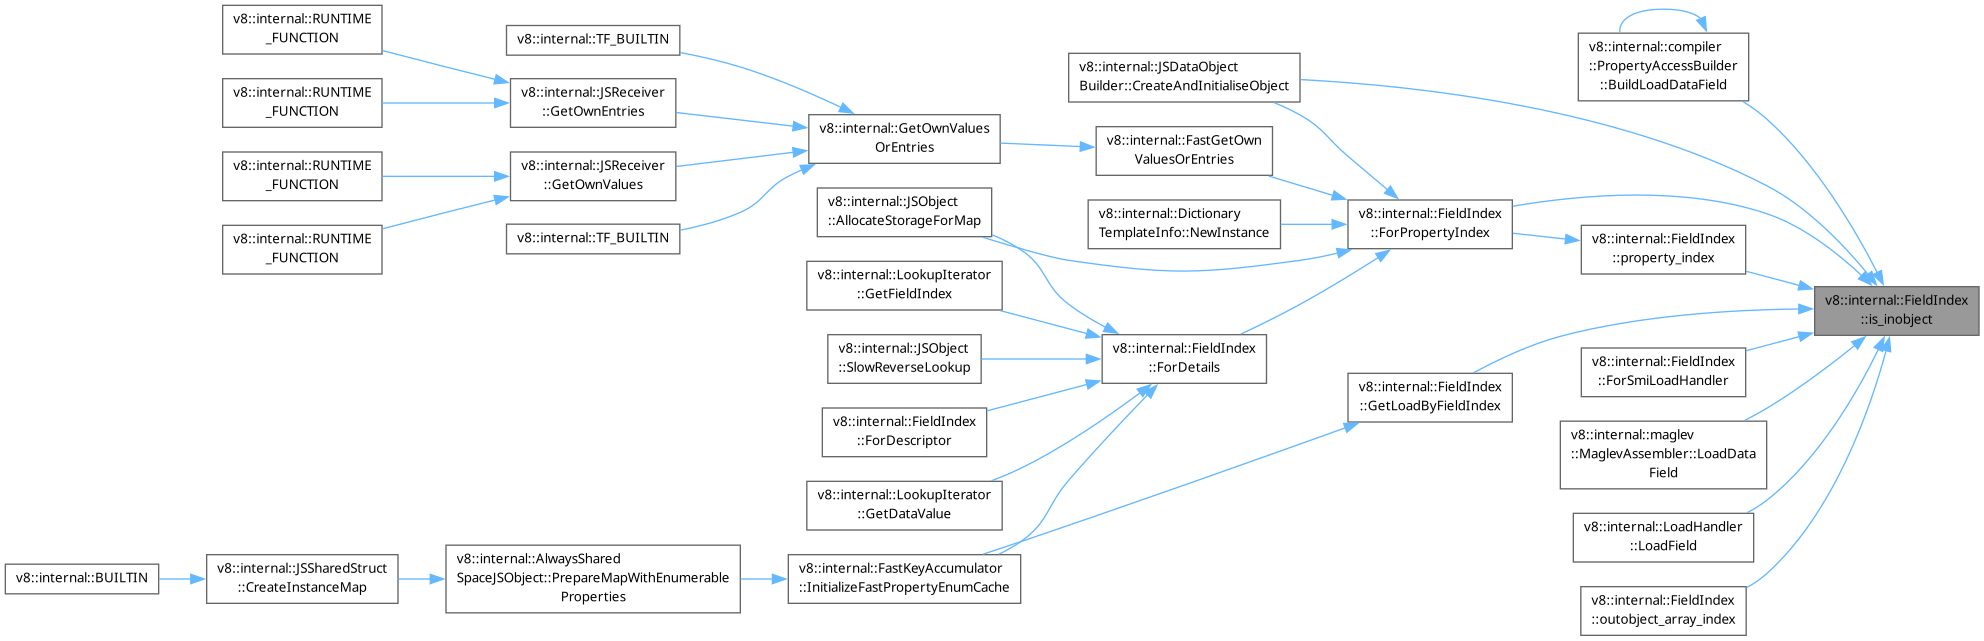 v8::internal::RUNTIME
_FUNCTION
v8::internal::RUNTIME
_FUNCTION
v8::internal::RUNTIME
_FUNCTION
v8::internal::RUNTIME
_FUNCTION
v8::internal::BUILTIN
v8::internal::JSSharedStruct
::CreateInstanceMap
v8::internal::TF_BUILTIN
v8::internal::JSReceiver
::GetOwnEntries
v8::internal::JSReceiver
::GetOwnValues
v8::internal::TF_BUILTIN
v8::internal::AlwaysShared
SpaceJSObject::PrepareMapWithEnumerable
Properties
v8::internal::GetOwnValues
OrEntries
v8::internal::JSObject
::AllocateStorageForMap
v8::internal::LookupIterator
::GetFieldIndex
v8::internal::JSObject
::SlowReverseLookup
v8::internal::FieldIndex
::ForDescriptor
v8::internal::LookupIterator
::GetDataValue
v8::internal::FastKeyAccumulator
::InitializeFastPropertyEnumCache
v8::internal::JSDataObject
Builder::CreateAndInitialiseObject
v8::internal::FastGetOwn
ValuesOrEntries
v8::internal::Dictionary
TemplateInfo::NewInstance
v8::internal::FieldIndex
::ForDetails
v8::internal::FieldIndex
::ForPropertyIndex
v8::internal::FieldIndex
::GetLoadByFieldIndex
v8::internal::compiler
::PropertyAccessBuilder
::BuildLoadDataField
v8::internal::FieldIndex
::property_index
v8::internal::FieldIndex
::ForSmiLoadHandler
v8::internal::maglev
::MaglevAssembler::LoadData
Field
v8::internal::LoadHandler
::LoadField
v8::internal::FieldIndex
::outobject_array_index
v8::internal::FieldIndex
::is_inobject